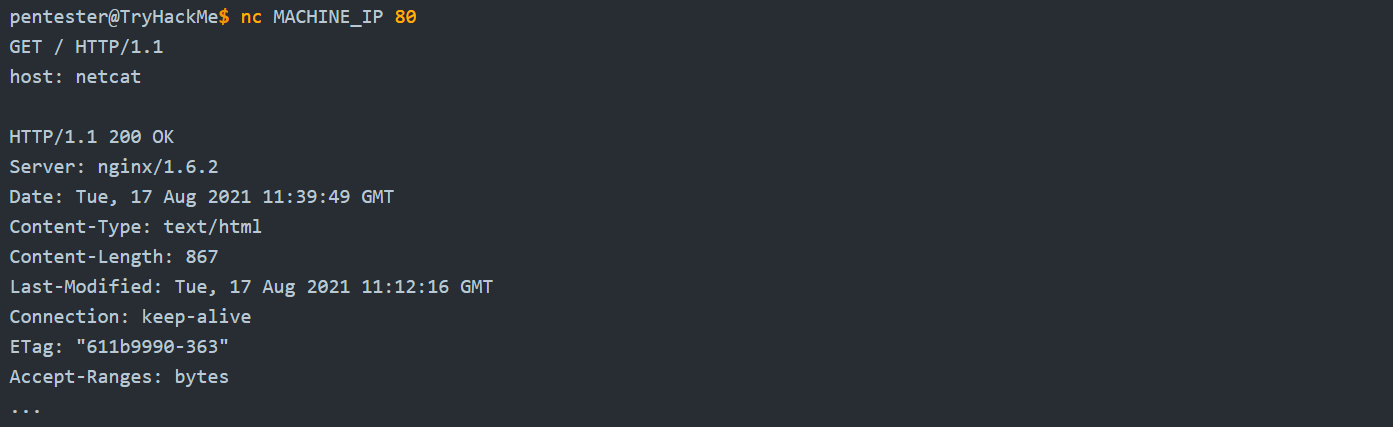 pentester@TryHackMe$ nc MACHINE_IP 80
GET / HTTP/1.1
host: netcat

HTTP/1.1 200 OK
Server: nginx/1.6.2
Date: Tue, 17 Aug 2021 11:39:49 GMT
Content-Type: text/html
Content-Length: 867
Last-Modified: Tue, 17 Aug 2021 11:12:16 GMT
Connection: keep-alive
ETag: "611b9990-363"
Accept-Ranges: bytes
...